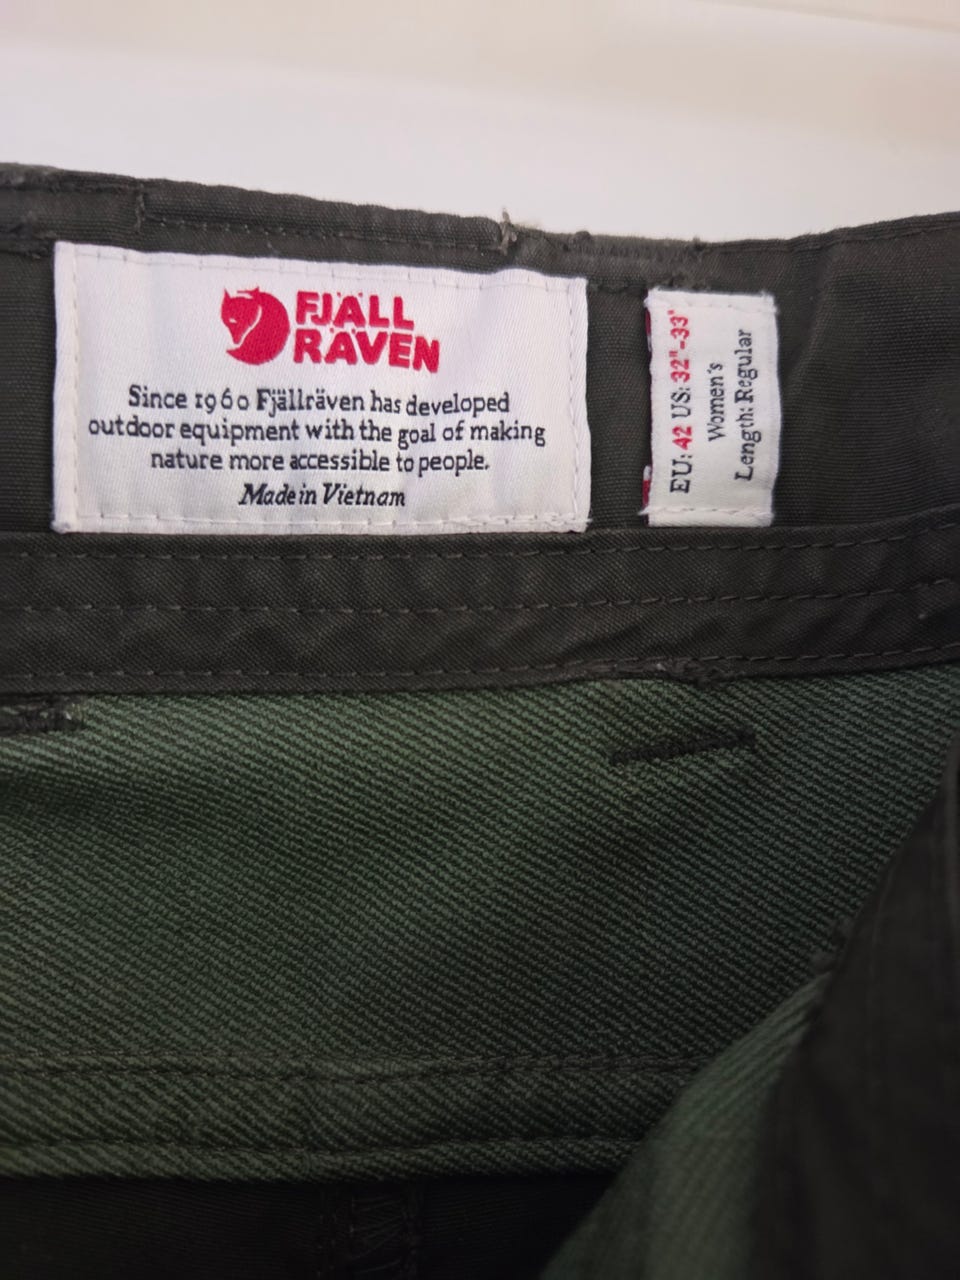 FJÄLL
RÄVEN
Since 1960 Fjällräven has developed
outdoor equipment with the goal of making
nature more accessible to people.
Made in Vietnam
EU: 42 US: 32"-33"
Women's
Length: Regular